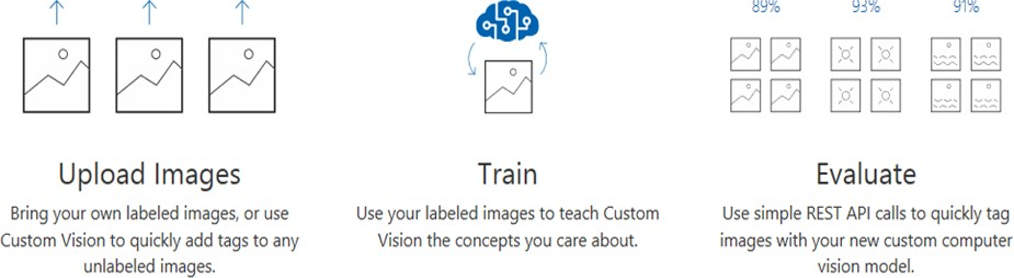 89% 93% 91%
Upload Images
Bring your own labeled images, or use
Custom Vision to quickly add tags to any
unlabeled images.
Train
Use your labeled images to teach Custom
Vision the concepts you care about.
Evaluate
Use simple REST API calls to quickly tag
images with your new custom computer
vision model.